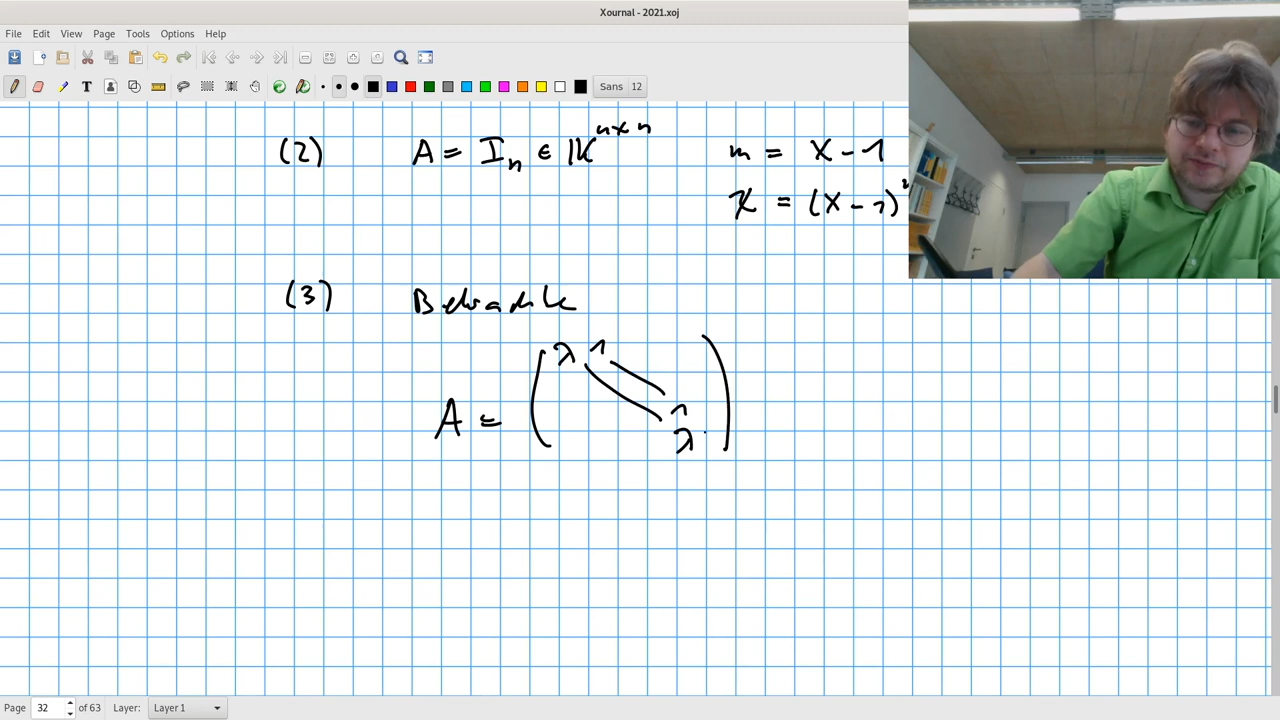 Xournal - 2021.xoj
File Edit View Page Tools Options Help
Sans 12
(2) A = I_n ∈ 𝕂^{n×n} m = X - 1
χ = (X - 1)
(3) Betrachte
λ 1
A =
1
λ
Page 32 of 63 Layer: Layer 1